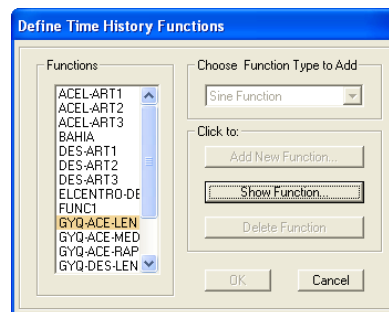 Define Time History Functions
Functions
ACEL-ART1
ACEL-ART2
ACEL-ART3
BAHIA
DES-ART1
DES-ART2
DES-ART3
ELCENTRO-DE
FUNC1
GYQ-ACE-LEN
GYQ-ACE-MED
GYQ-ACE-RAP
GYQ-DES-LEN
Choose Function Type to Add
Sine Function
Click to:
Add New Function...
Show Function...
Delete Function
OK
Cancel